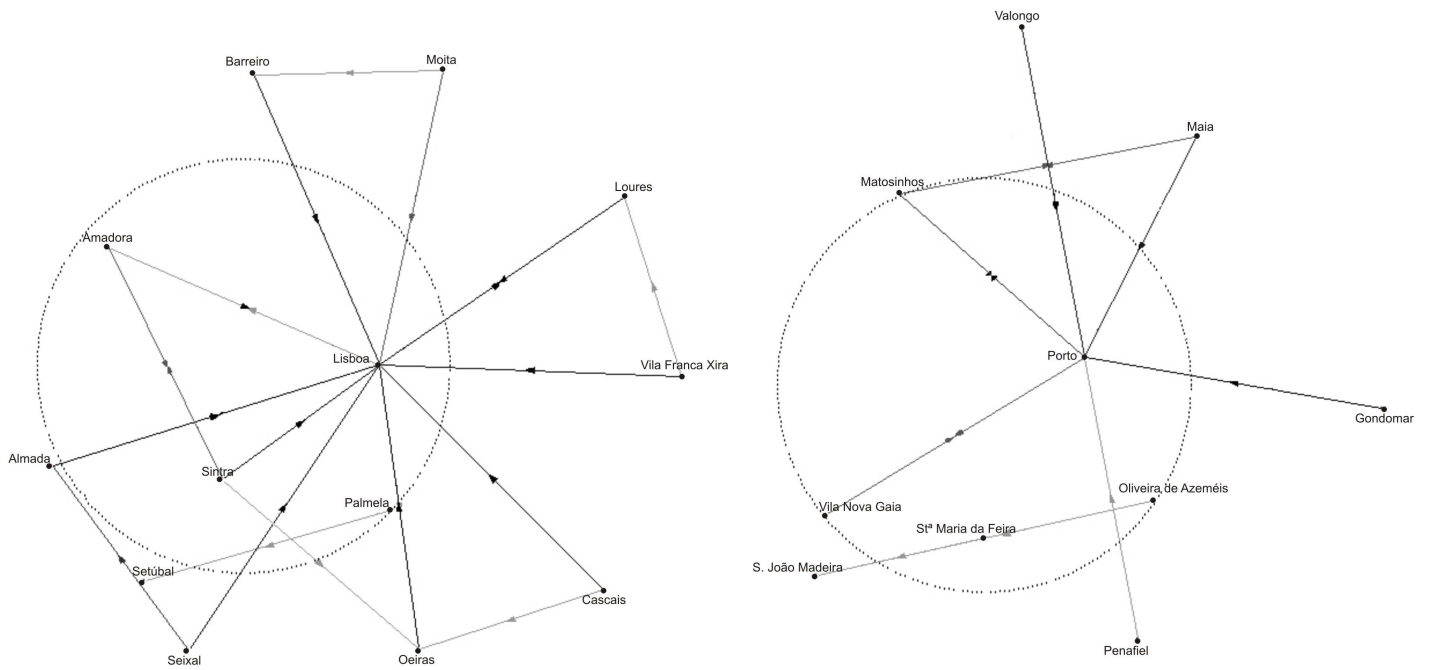 Valongo
Barreiro
Moita
Maia
Matosinhos
Loures
Amadora
Lisboa
Porto
Vila Franca Xira
Gondomar
Almada
Sintra
Palmela
Oliveira de Azeméis
Vila Nova Gaia
Stª Maria da Feira
Setúbal
S. João Madeira
Cascais
Seixal
Oeiras
Penafiel